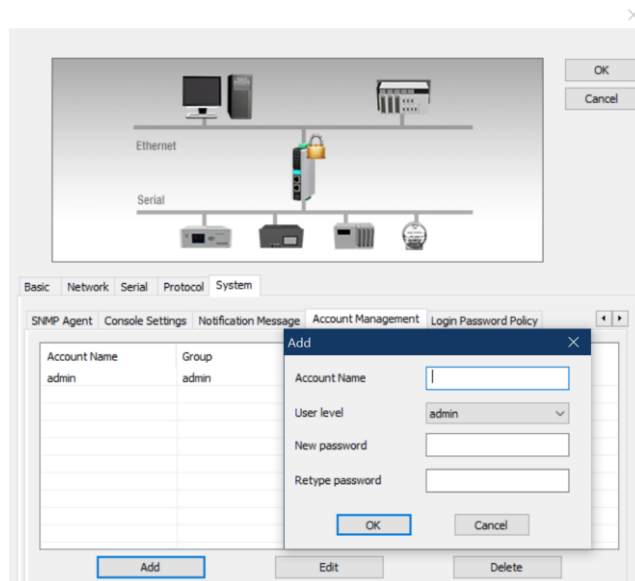 OK
Cancel
Ethernet
Serial
Basic Network Serial Protocol System
SNMP Agent Console Settings Notification Message Account Management Login Password Policy
Account Name Group
admin admin
Add
Account Name
User level admin
New password
Retype password
OK Cancel
Add Edit Delete